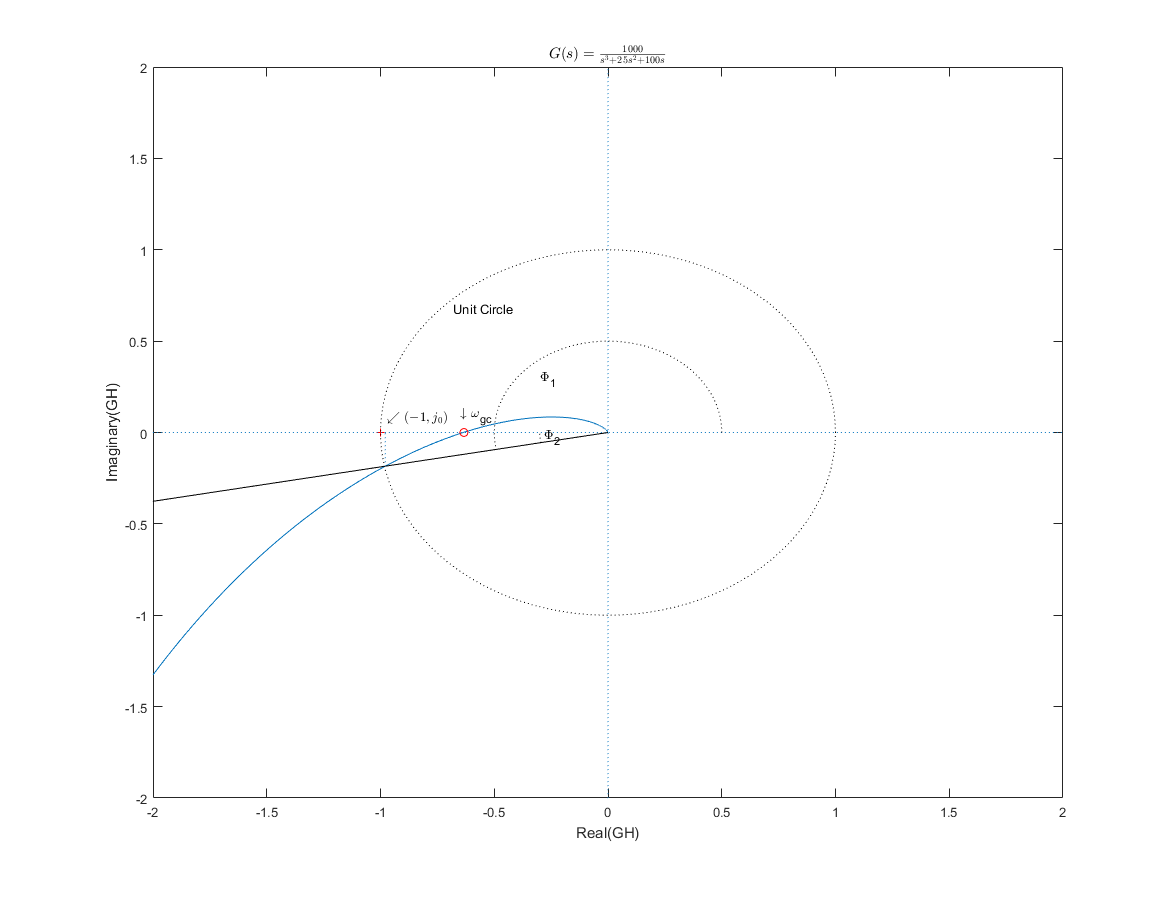 G(s) = 1000/(s³+25s²+100s)
2
1.5
1
Unit Circle
0.5
Φ₁
↙ (−1, j₀)
↓ ω_gc
0
Φ₂
Imaginary(GH)
-0.5
-1
-1.5
-2
-2 -1.5 -1 -0.5 0 0.5 1 1.5 2
Real(GH)